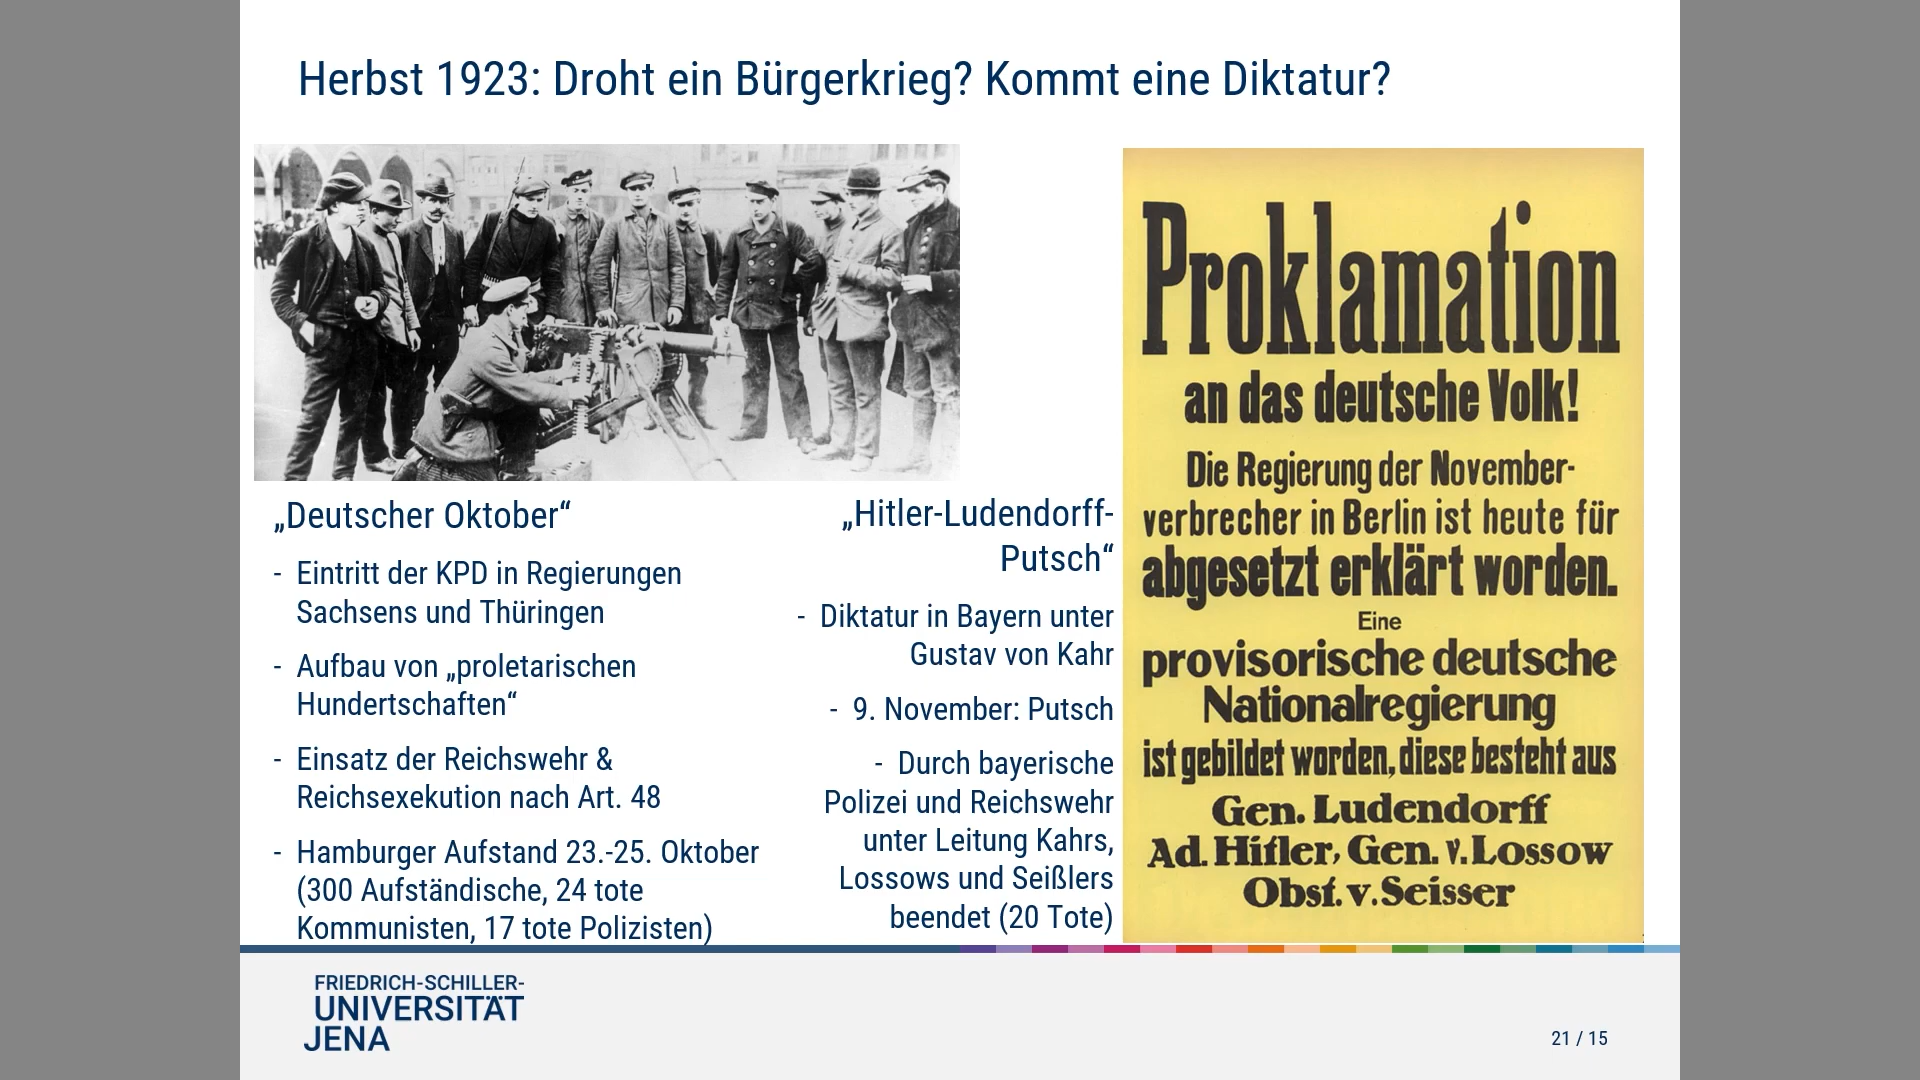 Herbst 1923: Droht ein Bürgerkrieg? Kommt eine Diktatur?
„Deutscher Oktober“
- Eintritt der KPD in Regierungen
Sachsens und Thüringen
- Aufbau von „proletarischen
Hundertschaften“
- Einsatz der Reichswehr &
Reichsexekution nach Art. 48
- Hamburger Aufstand 23.-25. Oktober
(300 Aufständische, 24 tote
Kommunisten, 17 tote Polizisten)
„Hitler-Ludendorff-
Putsch“
- Diktatur in Bayern unter
Gustav von Kahr
- 9. November: Putsch
- Durch bayerische
Polizei und Reichswehr
unter Leitung Kahrs,
Lossows und Seißlers
beendet (20 Tote)
Proklamation
an das deutsche Volk!
Die Regierung der November-
verbrecher in Berlin ist heute für
abgesetzt erklärt worden.
Eine
provisorische deutsche
Nationalregierung
ist gebildet worden, diese besteht aus
Gen. Ludendorff
Ad. Hitler, Gen. v. Lossow
Obst. v. Seisser
FRIEDRICH-SCHILLER-
UNIVERSITÄT
JENA
21 / 15